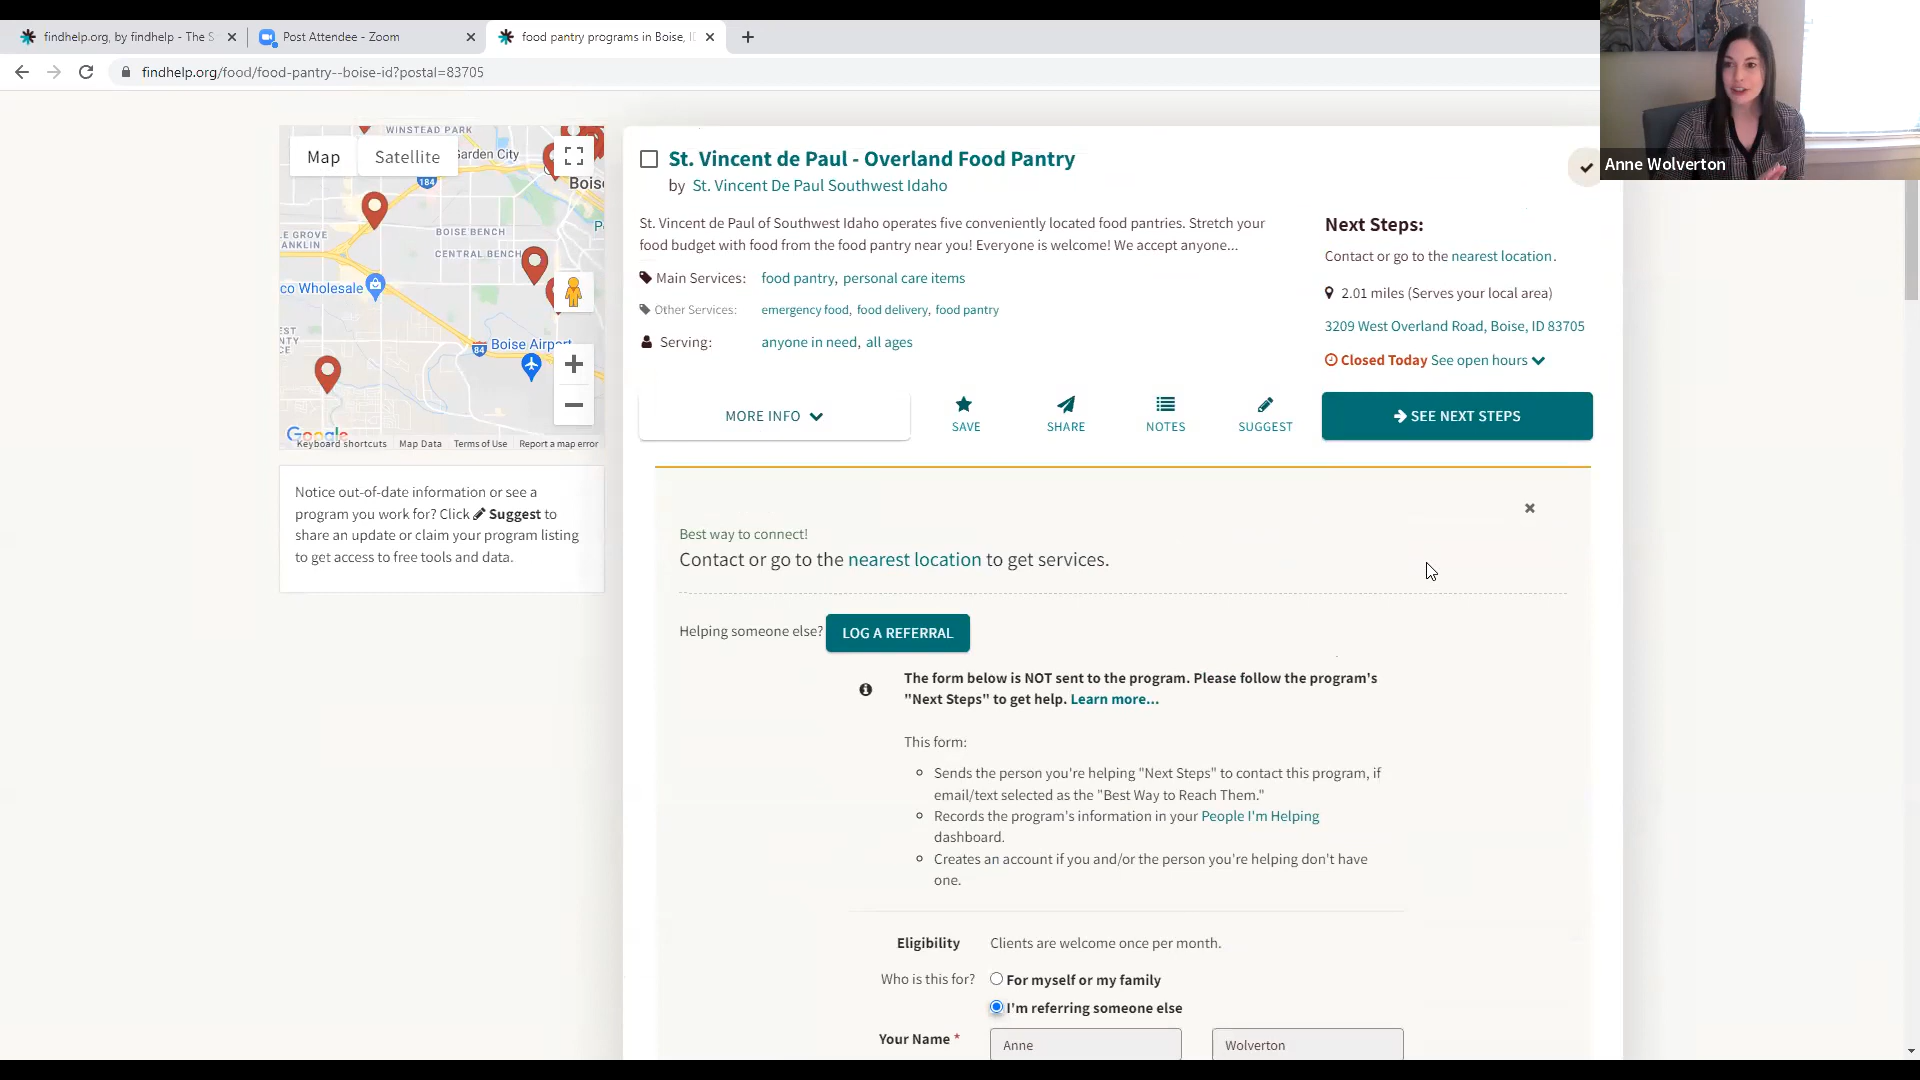 findhelp.org, by findhelp - The S
Post Attendee - Zoom
food pantry programs in Boise, ID
findhelp.org/food/food-pantry--boise-id?postal=83705
Anne Wolverton
WINSTEAD PARK
Map
Satellite
Garden City
184
BOISE BENCH
CENTRAL BENCH
co Wholesale
84
Boise Airport
Google
Keyboard shortcuts
Map Data
Terms of Use
Report a map error
Notice out-of-date information or see a
program you work for? Click Suggest to
share an update or claim your program listing
to get access to free tools and data.
St. Vincent de Paul - Overland Food Pantry
by St. Vincent De Paul Southwest Idaho
St. Vincent de Paul of Southwest Idaho operates five conveniently located food pantries. Stretch your
food budget with food from the food pantry near you! Everyone is welcome! We accept anyone...
Main Services: food pantry, personal care items
Other Services: emergency food, food delivery, food pantry
Serving: anyone in need, all ages
Next Steps:
Contact or go to the nearest location.
2.01 miles (Serves your local area)
3209 West Overland Road, Boise, ID 83705
Closed Today See open hours
MORE INFO
SAVE
SHARE
NOTES
SUGGEST
SEE NEXT STEPS
Best way to connect!
Contact or go to the nearest location to get services.
Helping someone else? LOG A REFERRAL
The form below is NOT sent to the program. Please follow the program's
"Next Steps" to get help. Learn more...
This form:
Sends the person you're helping "Next Steps" to contact this program, if
email/text selected as the "Best Way to Reach Them."
Records the program's information in your People I'm Helping
dashboard.
Creates an account if you and/or the person you're helping don't have
one.
Eligibility Clients are welcome once per month.
Who is this for? For myself or my family
I'm referring someone else
Your Name * Anne Wolverton